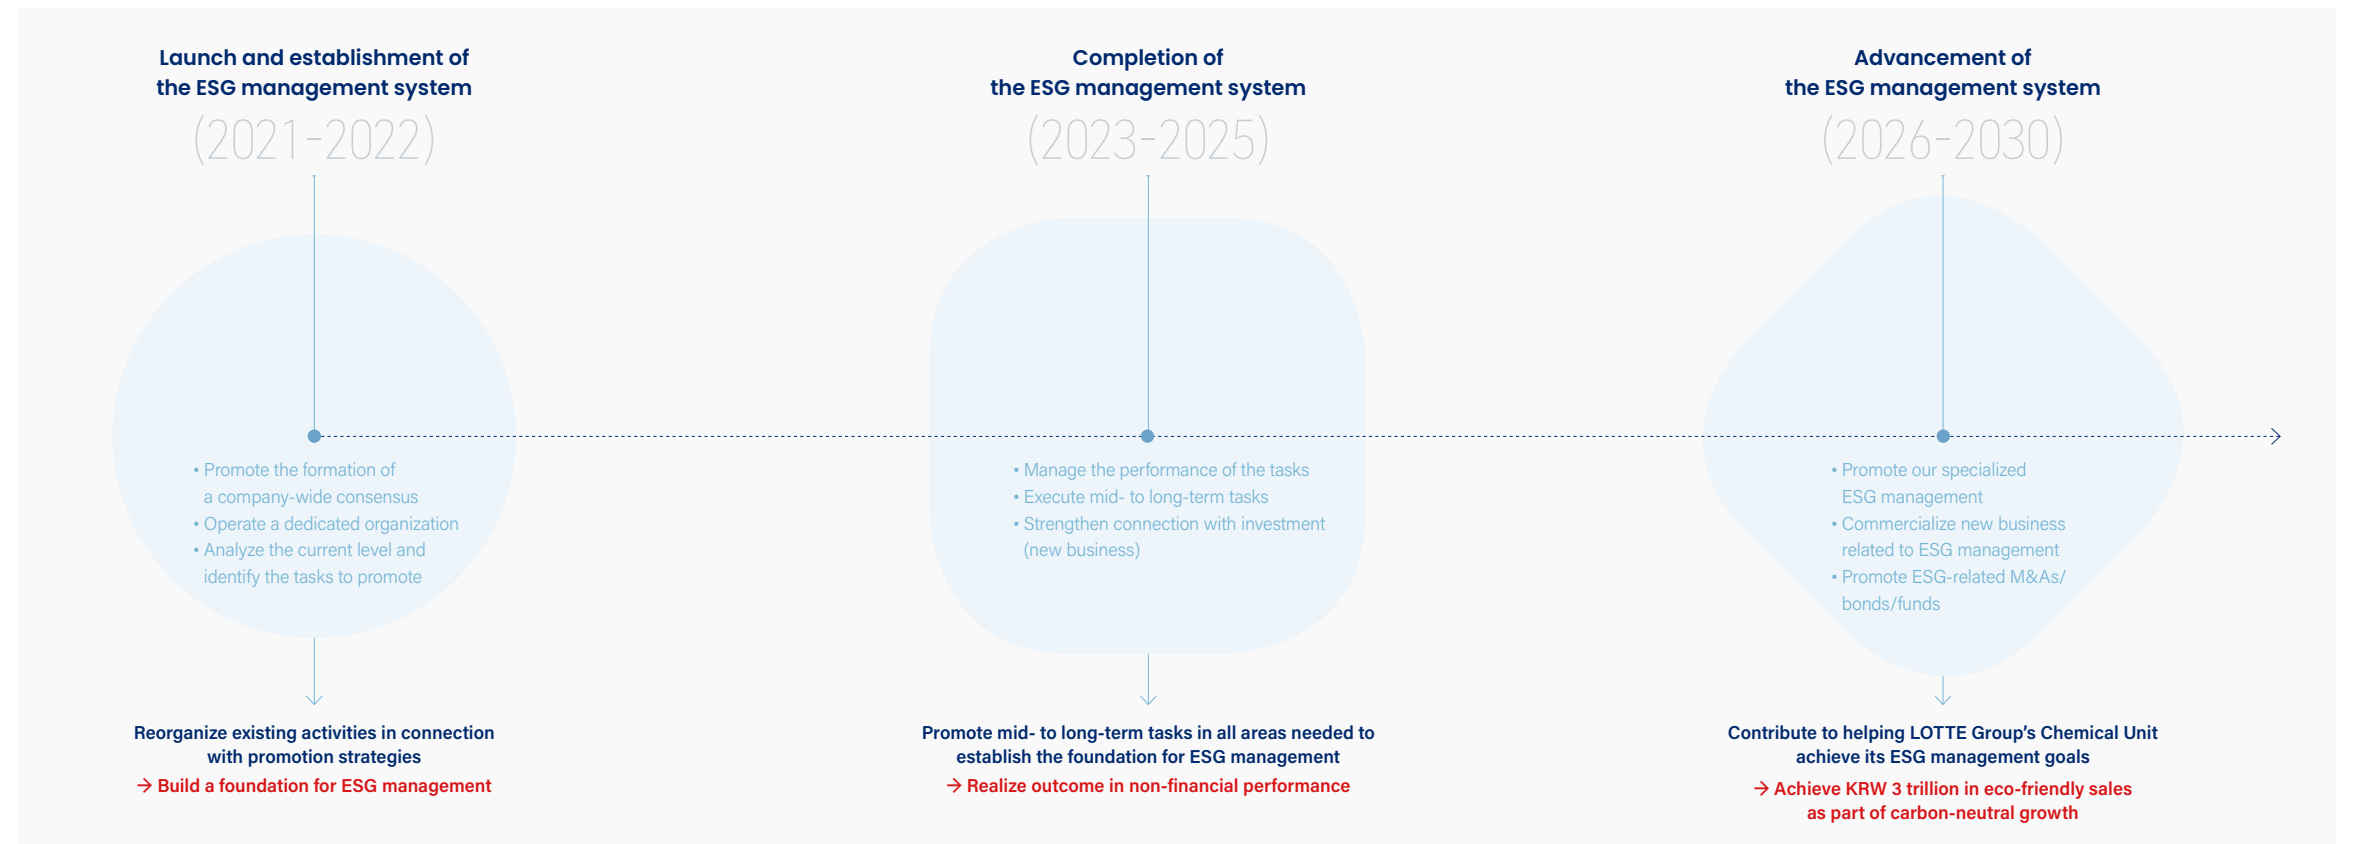 Launch and establishment of
the ESG management system
(2021-2022)
• Promote the formation of
a company-wide consensus
• Operate a dedicated organization
• Analyze the current level and
identify the tasks to promote
Reorganize existing activities in connection
with promotion strategies
→ Build a foundation for ESG management
Completion of
the ESG management system
(2023-2025)
• Manage the performance of the tasks
• Execute mid- to long-term tasks
• Strengthen connection with investment
(new business)
Promote mid- to long-term tasks in all areas needed to
establish the foundation for ESG management
→ Realize outcome in non-financial performance
Advancement of
the ESG management system
(2026-2030)
• Promote our specialized
ESG management
• Commercialize new business
related to ESG management
• Promote ESG-related M&As/
bonds/funds
Contribute to helping LOTTE Group’s Chemical Unit
achieve its ESG management goals
→ Achieve KRW 3 trillion in eco-friendly sales
as part of carbon-neutral growth